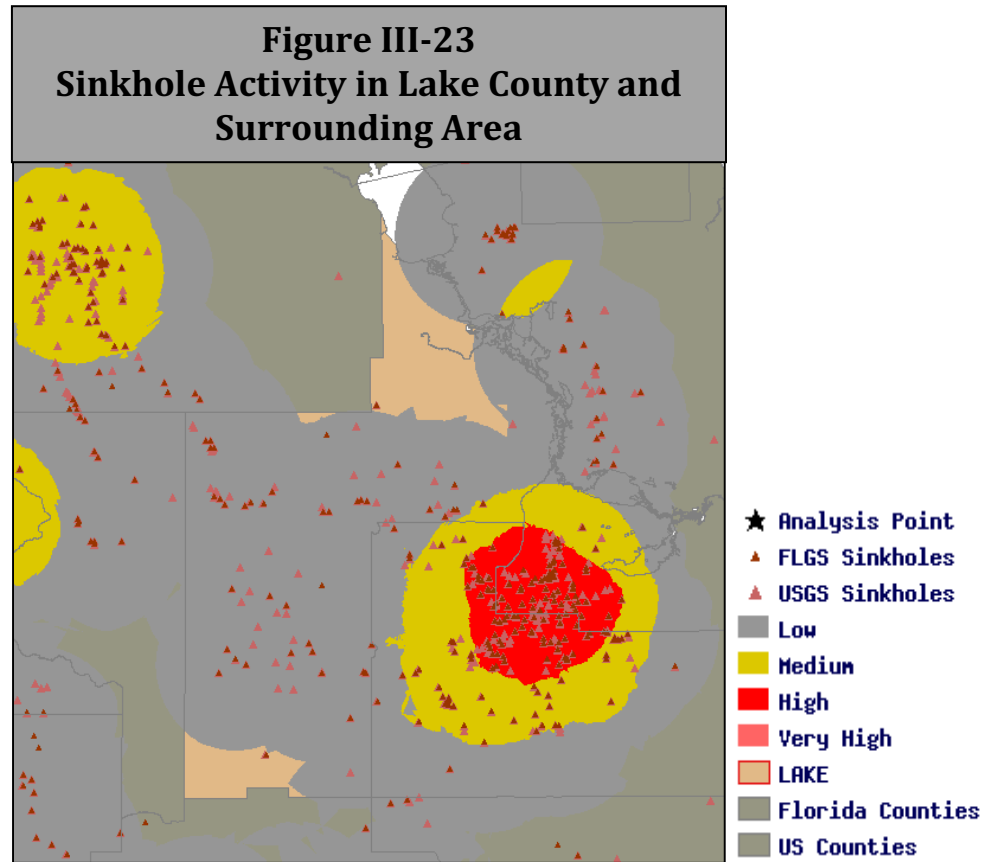 Figure III-23
Sinkhole Activity in Lake County and
Surrounding Area
Analysis Point
FLGS Sinkholes
USGS Sinkholes
Low
Medium
High
Very High
LAKE
Florida Counties
US Counties